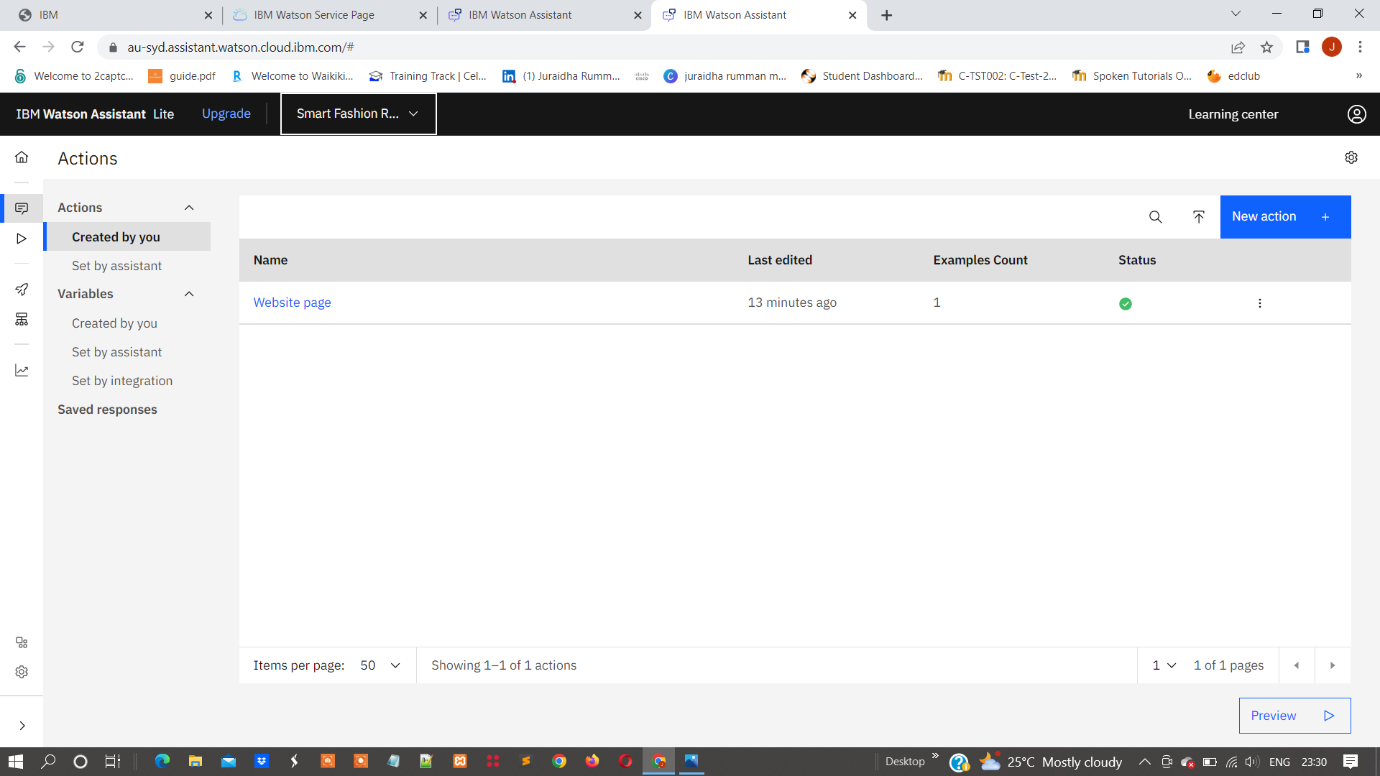 IBM
IBM Watson Service Page
IBM Watson Assistant
IBM Watson Assistant
au-syd.assistant.watson.cloud.ibm.com/#
J
Welcome to 2captc...
guide.pdf
Welcome to Waikiki...
Training Track | Cel...
(1) Juraidha Rumm...
juraidha rumman m...
Student Dashboard...
C-TST002: C-Test-2...
Spoken Tutorials O...
edclub
»
IBM Watson Assistant Lite
Upgrade
Smart Fashion R...
Learning center
Actions
Actions
Created by you
Set by assistant
Variables
Created by you
Set by assistant
Set by integration
Saved responses
New action +
Name
Last edited
Examples Count
Status
Website page
13 minutes ago
1
Items per page: 50
Showing 1–1 of 1 actions
1
1 of 1 pages
Preview
Desktop
»
25°C Mostly cloudy
ENG
23:30